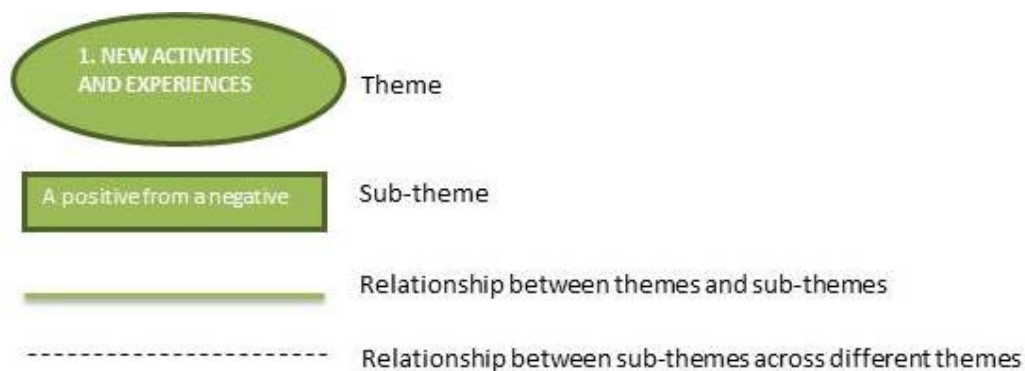 1. NEW ACTIVITIES
AND EXPERIENCES
Theme
A positive from a negative
Sub-theme
Relationship between themes and sub-themes
Relationship between sub-themes across different themes